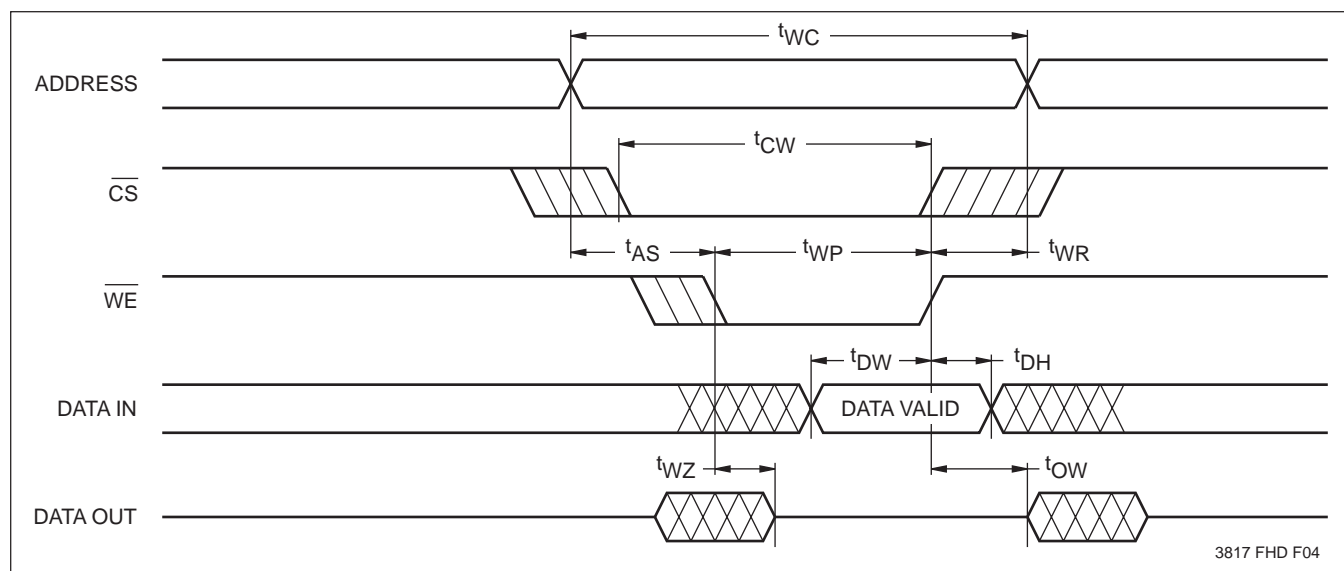 tWC
ADDRESS
tCW
CS
tAS tWP tWR
WE
tDW tDH
DATA IN DATA VALID
tWZ tOW
DATA OUT
3817 FHD F04